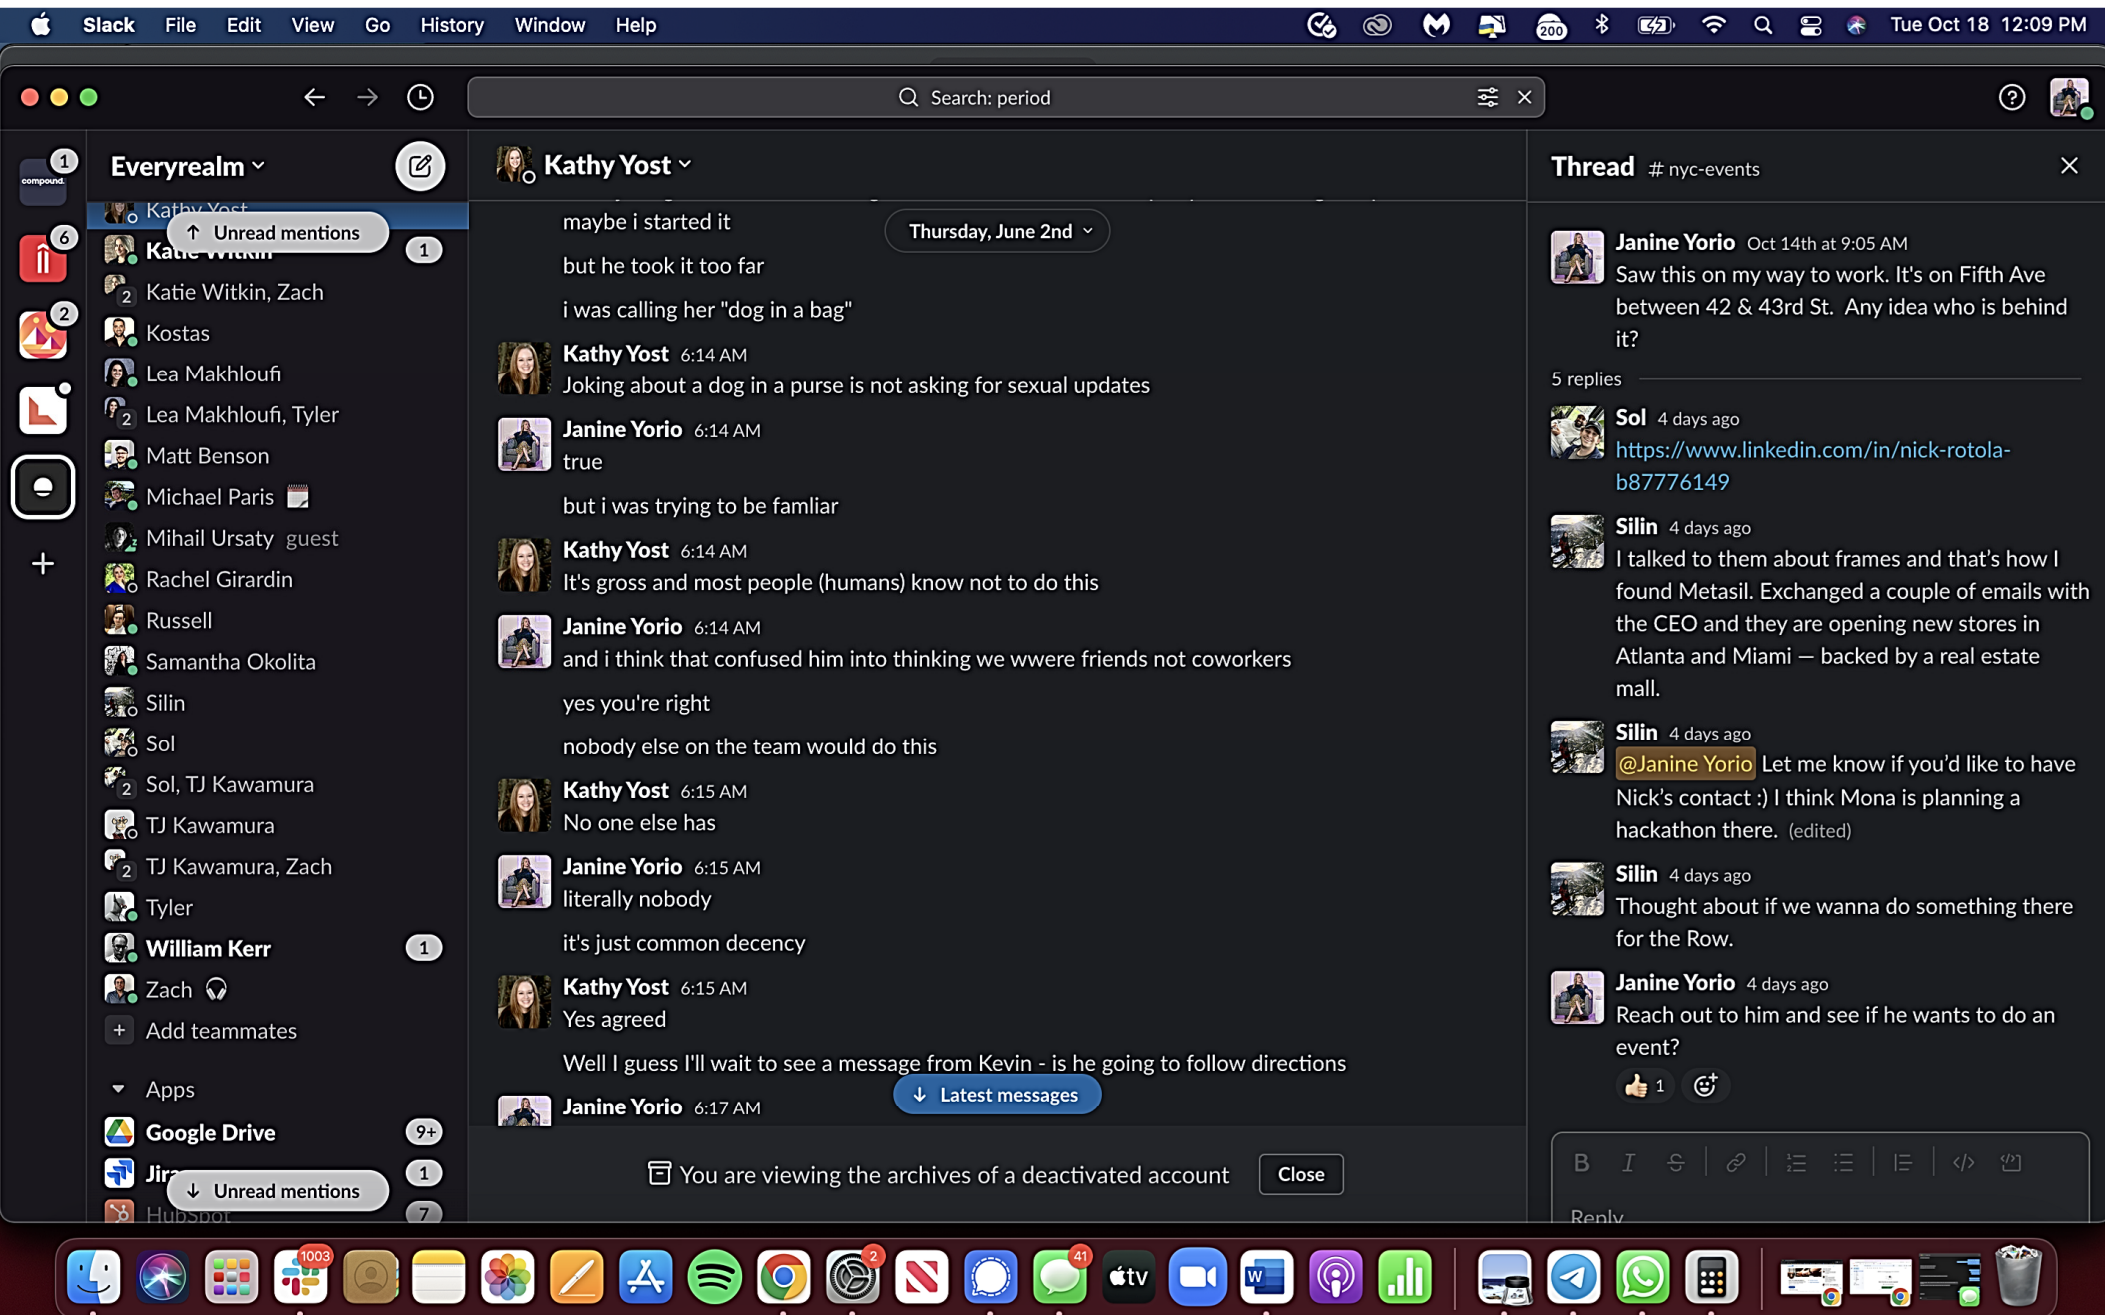 Slack File Edit View Go History Window Help
200
Tue Oct 18 12:09 PM
Search: period
compound.
1
6
2
Everyrealm
Kathy Yost
Unread mentions
Katie Witkin 1
2 Katie Witkin, Zach
Kostas
Lea Makhloufi
2 Lea Makhloufi, Tyler
Matt Benson
Michael Paris
Mihail Ursaty guest
Rachel Girardin
Russell
Samantha Okolita
Silin
Sol
2 Sol, TJ Kawamura
TJ Kawamura
2 TJ Kawamura, Zach
Tyler
William Kerr 1
Zach
Add teammates
Apps
Google Drive 9+
Jira 1
Unread mentions
HubSpot 7
Kathy Yost
Thursday, June 2nd
maybe i started it
but he took it too far
i was calling her "dog in a bag"
Kathy Yost 6:14 AM
Joking about a dog in a purse is not asking for sexual updates
Janine Yorio 6:14 AM
true
but i was trying to be famliar
Kathy Yost 6:14 AM
It's gross and most people (humans) know not to do this
Janine Yorio 6:14 AM
and i think that confused him into thinking we wwere friends not coworkers
yes you're right
nobody else on the team would do this
Kathy Yost 6:15 AM
No one else has
Janine Yorio 6:15 AM
literally nobody
it's just common decency
Kathy Yost 6:15 AM
Yes agreed
Well I guess I'll wait to see a message from Kevin - is he going to follow directions
Latest messages
Janine Yorio 6:17 AM
You are viewing the archives of a deactivated account Close
Thread # nyc-events
Janine Yorio Oct 14th at 9:05 AM
Saw this on my way to work. It's on Fifth Ave
between 42 & 43rd St. Any idea who is behind
it?
5 replies
Sol 4 days ago
https://www.linkedin.com/in/nick-rotola-
b87776149
Silin 4 days ago
I talked to them about frames and that's how I
found Metasil. Exchanged a couple of emails with
the CEO and they are opening new stores in
Atlanta and Miami — backed by a real estate
mall.
Silin 4 days ago
@Janine Yorio Let me know if you'd like to have
Nick's contact :) I think Mona is planning a
hackathon there. (edited)
Silin 4 days ago
Thought about if we wanna do something there
for the Row.
Janine Yorio 4 days ago
Reach out to him and see if he wants to do an
event?
1
B I S
Reply
1003
2
41
tv
W